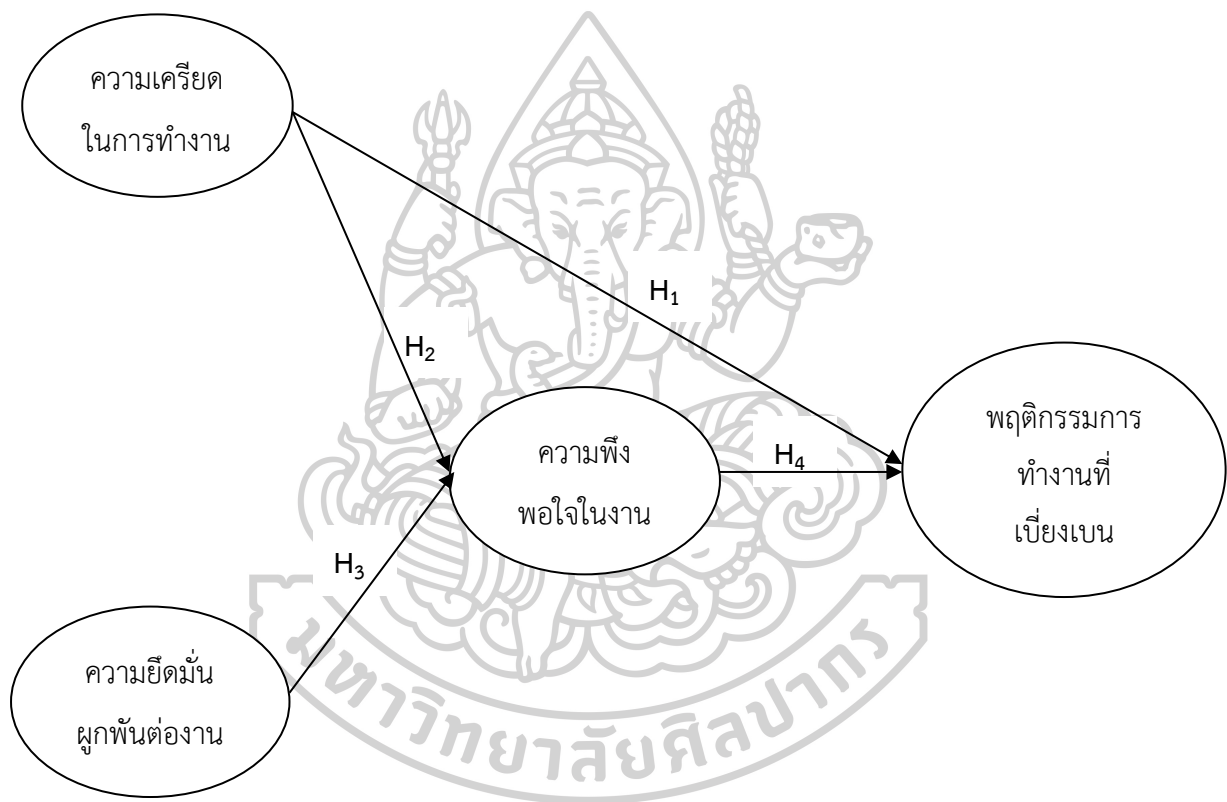 ความเครียด
ในการทำงาน
H₁
H₂
ความพึง
พอใจในงาน
H₄
พฤติกรรมการ
ทำงานที่
เบี่ยงเบน
H₃
ความยึดมั่น
ผูกพันต่องาน
มหาวิทยาลัยศิลปากร